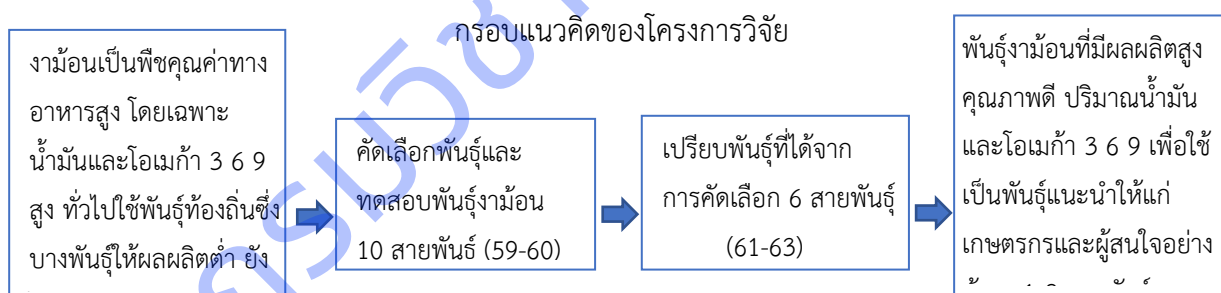 กรอบแนวคิดของโครงการวิจัย
งาม้อนเป็นพืชคุณค่าทาง
อาหารสูง โดยเฉพาะ
น้ำมันและโอเมก้า 3 6 9
สูง ทั่วไปใช้พันธุ์ท้องถิ่นซึ่ง
บางพันธุ์ให้ผลผลิตต่ำ ยัง
คัดเลือกพันธุ์และ
ทดสอบพันธุ์งาม้อน
10 สายพันธ์ (59-60)
เปรียบพันธุ์ที่ได้จาก
การคัดเลือก 6 สายพันธุ์
(61-63)
พันธุ์งาม้อนที่มีผลผลิตสูง
คุณภาพดี ปริมาณน้ำมัน
และโอเมก้า 3 6 9 เพื่อใช้
เป็นพันธุ์แนะนำให้แก่
เกษตรกรและผู้สนใจอย่าง